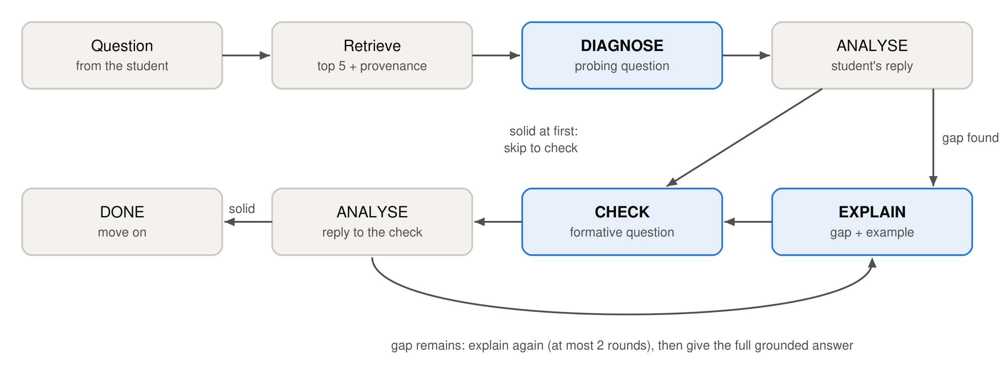 Question
from the student
Retrieve
top 5 + provenance
DIAGNOSE
probing question
ANALYSE
student's reply
solid at first:
skip to check
gap found
DONE
move on
solid
ANALYSE
reply to the check
CHECK
formative question
EXPLAIN
gap + example
gap remains: explain again (at most 2 rounds), then give the full grounded answer